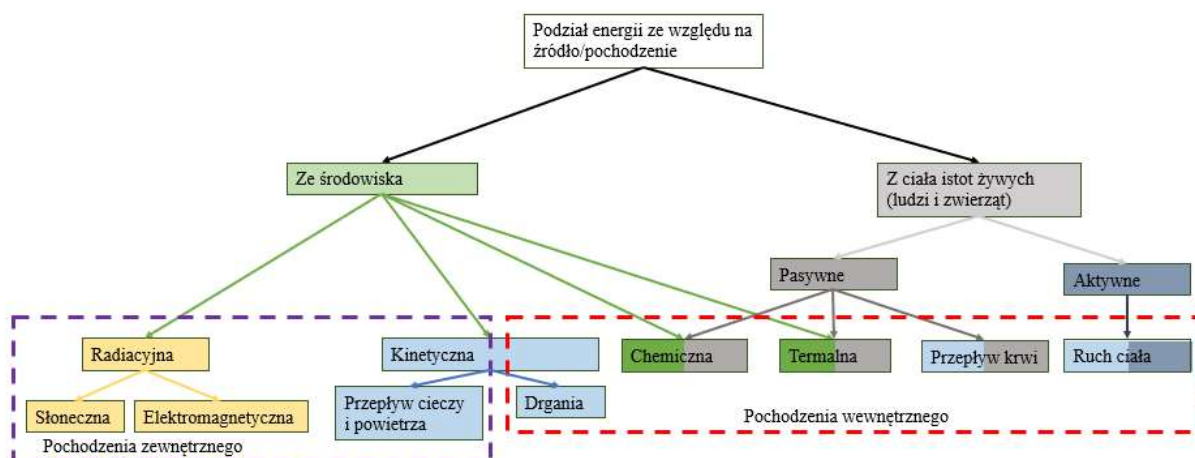 Podział energii ze względu na
źródło/pochodzenie
Ze środowiska
Z ciała istot żywych
(ludzi i zwierząt)
Pasywne
Aktywne
Radiacyjna
Kinetyczna
Chemiczna
Termalna
Przepływ krwi
Ruch ciała
Słoneczna
Elektromagnetyczna
Przepływ cieczy
i powietrza
Drgania
Pochodzenia wewnętrznego
Pochodzenia zewnętrznego